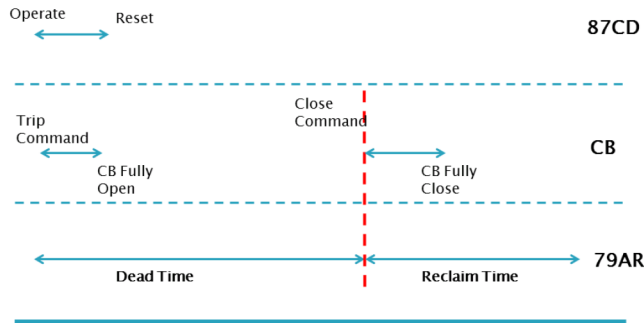 Operate
Reset
87CD
Trip
Command
CB Fully
Open
Close
Command
CB Fully
Close
CB
Dead Time
Reclaim Time
79AR